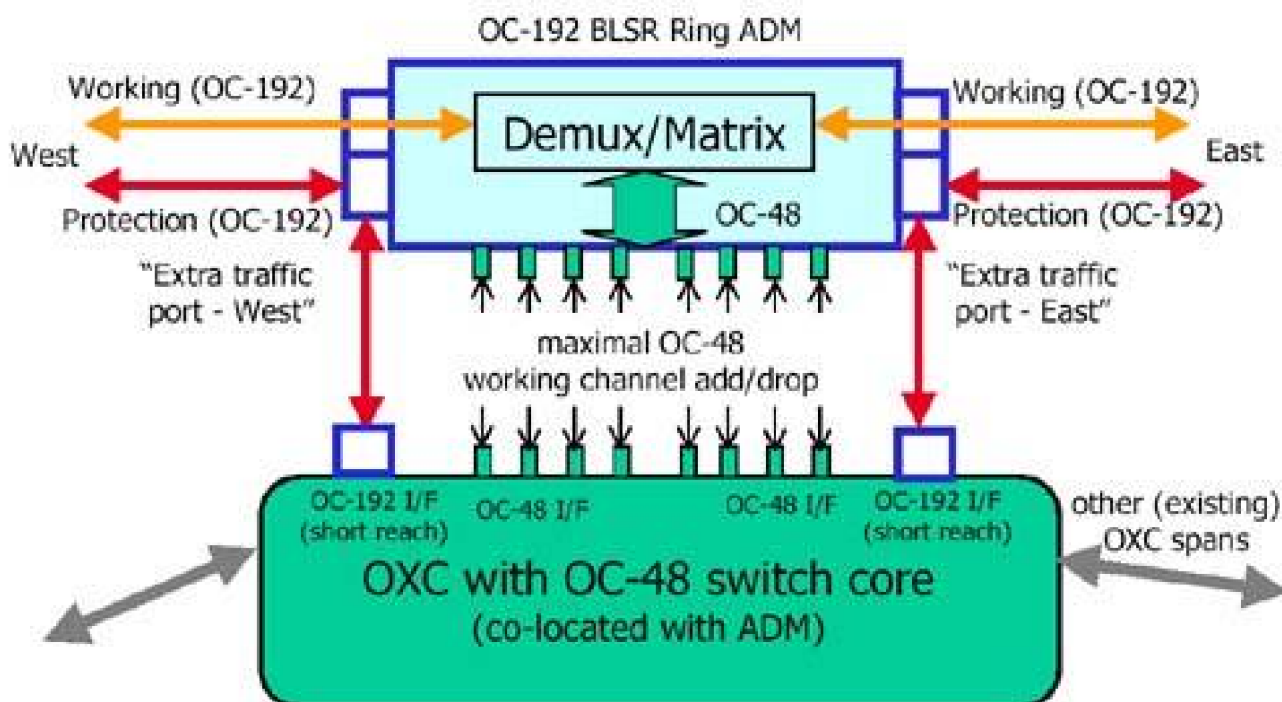 OC-192 BLSR Ring ADM
Working (OC-192)
Working (OC-192)
Demux/Matrix
West
East
OC-48
Protection (OC-192)
Protection (OC-192)
“Extra traffic
port - West”
“Extra traffic
port - East”
maximal OC-48
working channel add/drop
OC-192 I/F
(short reach)
OC-48 I/F
OC-48 I/F
OC-192 I/F
(short reach)
other (existing)
OXC spans
OXC with OC-48 switch core
(co-located with ADM)